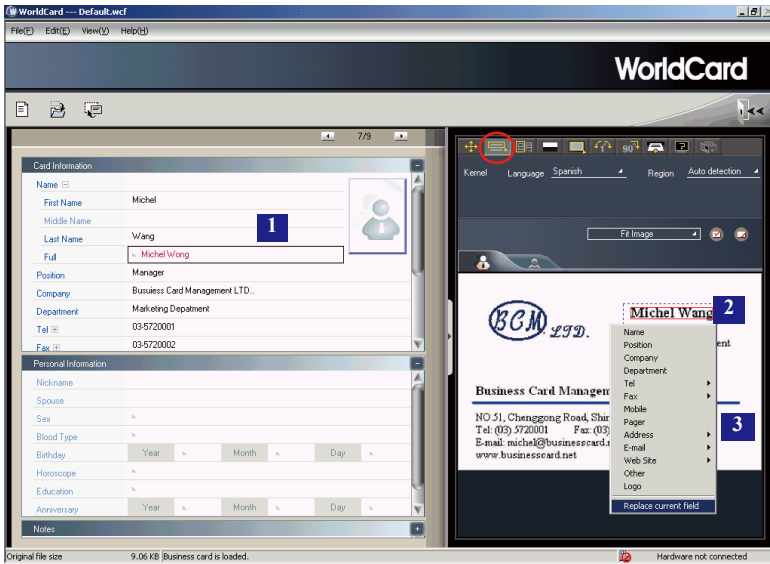 WorldCard --- Default.wcf
File(F) Edit(E) View(V) Help(H)
WorldCard
7/9
Card Information
Name
First Name Michel
Middle Name
Last Name Wang
1
Full Michel Wong
Position Manager
Company Busuiess Card Management LTD..
Department Marketing Depatment
Tel 03-5720001
Fax 03-5720002
Personal Information
Nickname
Spouse
Sex
Blood Type
Birthday Year Month Day
Horoscope
Education
Anniversary Year Month Day
Notes
90°
Kernel Language Spanish Region Auto detection
Fit Image
BCM LTD.
Michel Wang
2
ent
Business Card Managem
NO.51, Chenggong Road, Shin
Tel: (03) 5720001 Fax: (03)
E-mail: michel@businesscard.n
www.businesscard.net
Name
Position
Company
Department
Tel
Fax
Mobile
Pager
Address
3
E-mail
Web Site
Other
Logo
Replace current field
Original file size 9.06 KB Business card is loaded. Hardware not connected